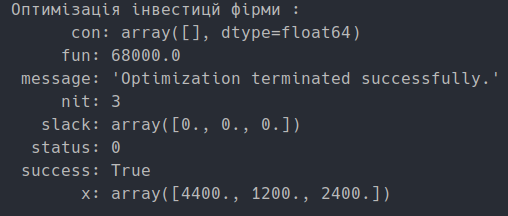 Оптимізація інвестицй фірми :
con: array([], dtype=float64)
fun: 68000.0
message: 'Optimization terminated successfully.'
nit: 3
slack: array([0., 0., 0.])
status: 0
success: True
x: array([4400., 1200., 2400.])